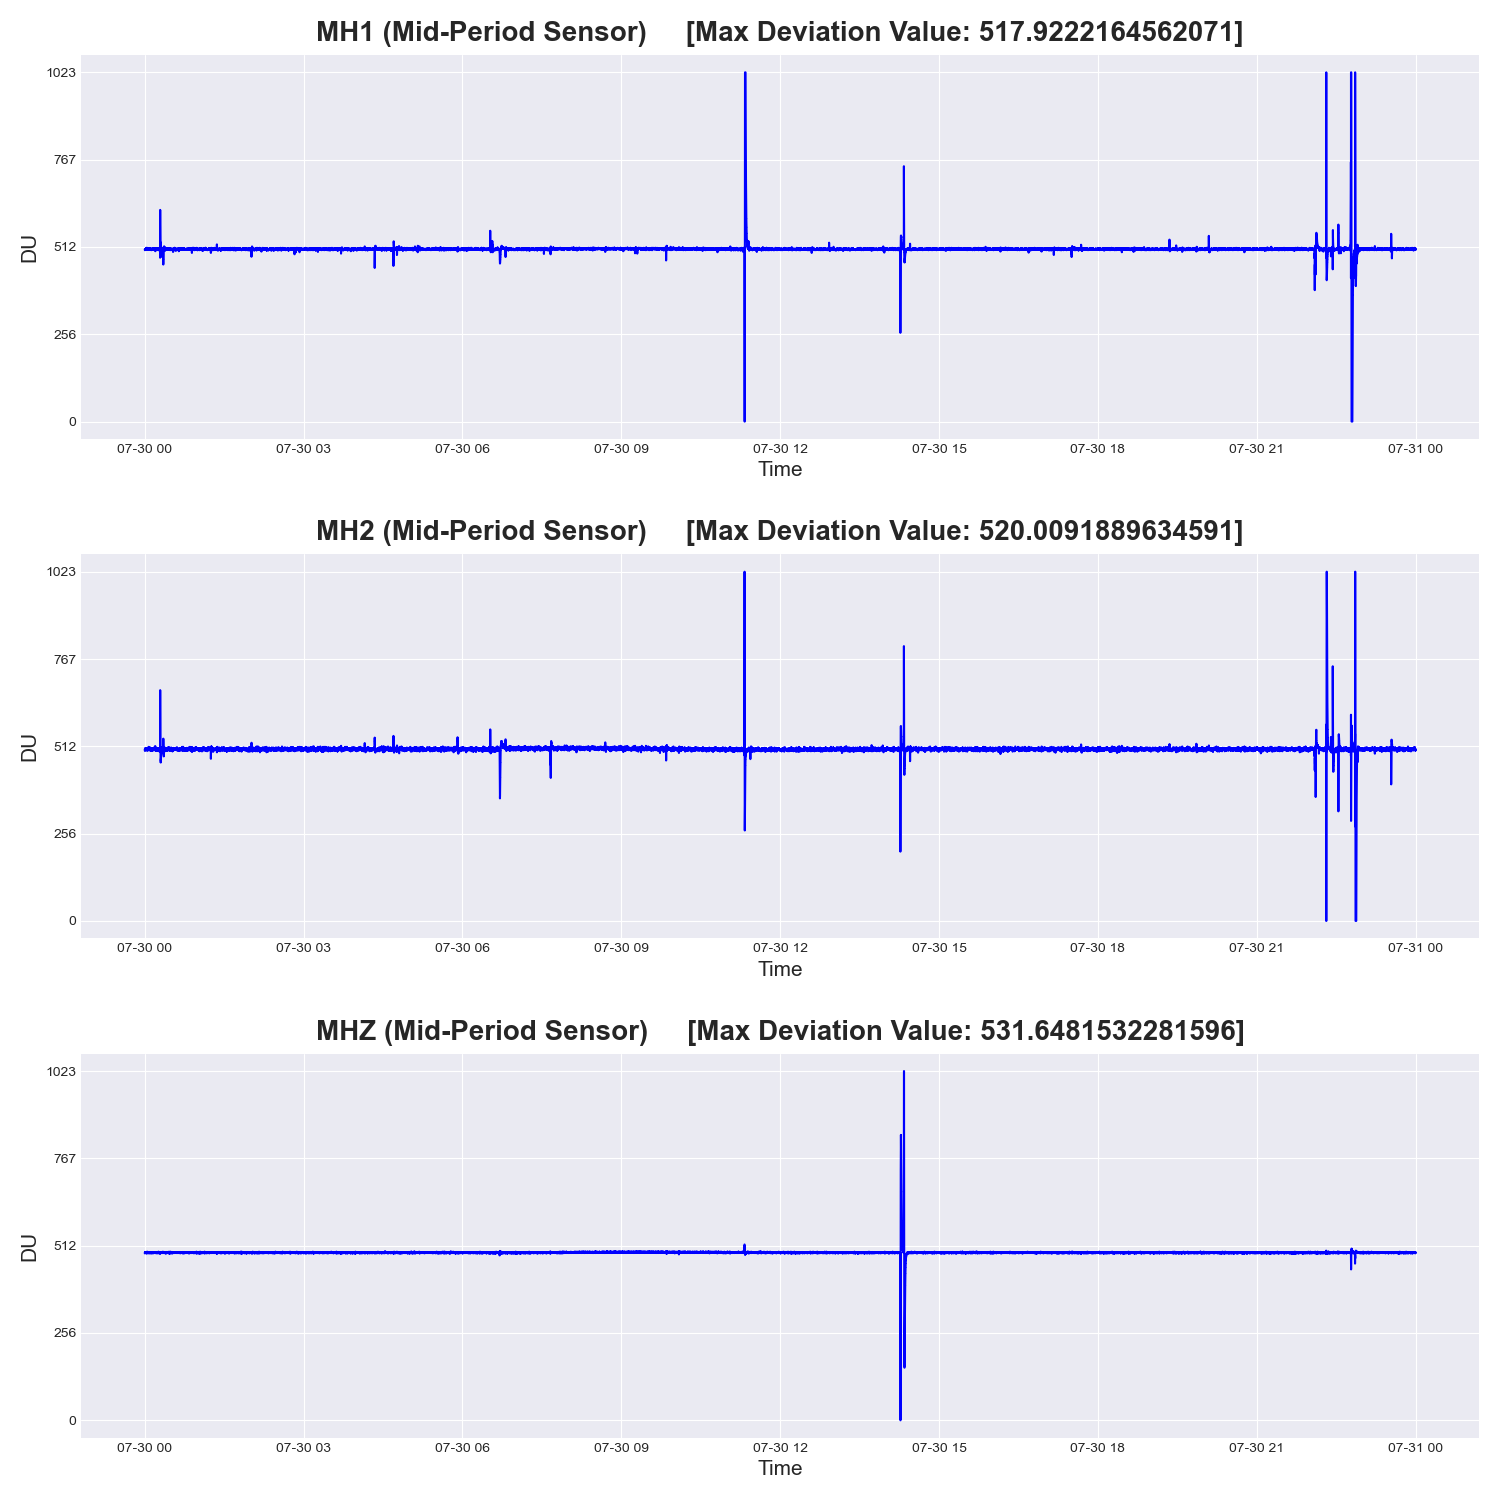 MH1 (Mid-Period Sensor) [Max Deviation Value: 517.9222164562071]
1023
767
512
256
0
DU
07-30 00 07-30 03 07-30 06 07-30 09 07-30 12 07-30 15 07-30 18 07-30 21 07-31 00
Time
MH2 (Mid-Period Sensor) [Max Deviation Value: 520.0091889634591]
1023
767
512
256
0
DU
07-30 00 07-30 03 07-30 06 07-30 09 07-30 12 07-30 15 07-30 18 07-30 21 07-31 00
Time
MHZ (Mid-Period Sensor) [Max Deviation Value: 531.6481532281596]
1023
767
512
256
0
DU
07-30 00 07-30 03 07-30 06 07-30 09 07-30 12 07-30 15 07-30 18 07-30 21 07-31 00
Time